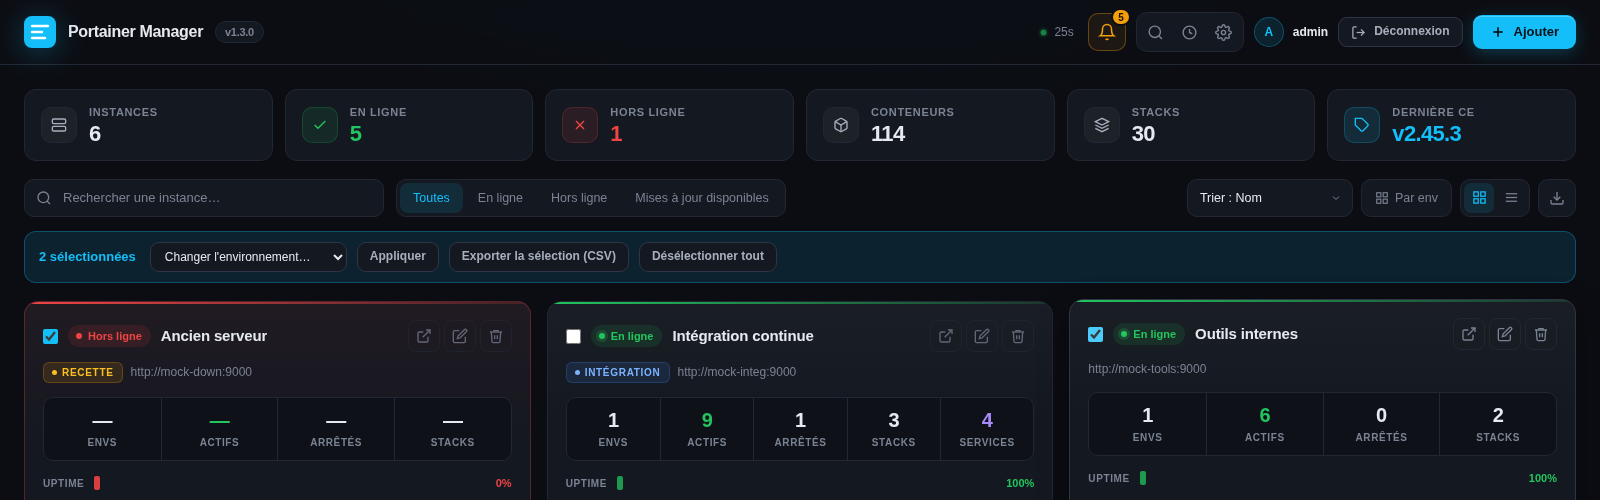 Portainer Manager v1.3.0 25s 5 A admin Déconnexion Ajouter
INSTANCES 6
EN LIGNE 5
HORS LIGNE 1
CONTENEURS 114
STACKS 30
DERNIÈRE CE v2.45.3
Rechercher une instance… Toutes En ligne Hors ligne Mises à jour disponibles Trier : Nom Par env
2 sélectionnées Changer l'environnement… Appliquer Exporter la sélection (CSV) Désélectionner tout
Hors ligne Ancien serveur
RECETTE http://mock-down:9000
— — — —
ENVS ACTIFS ARRÊTÉS STACKS
UPTIME 0%
En ligne Intégration continue
INTÉGRATION http://mock-integ:9000
1 9 1 3 4
ENVS ACTIFS ARRÊTÉS STACKS SERVICES
UPTIME 100%
En ligne Outils internes
http://mock-tools:9000
1 6 0 2
ENVS ACTIFS ARRÊTÉS STACKS
UPTIME 100%